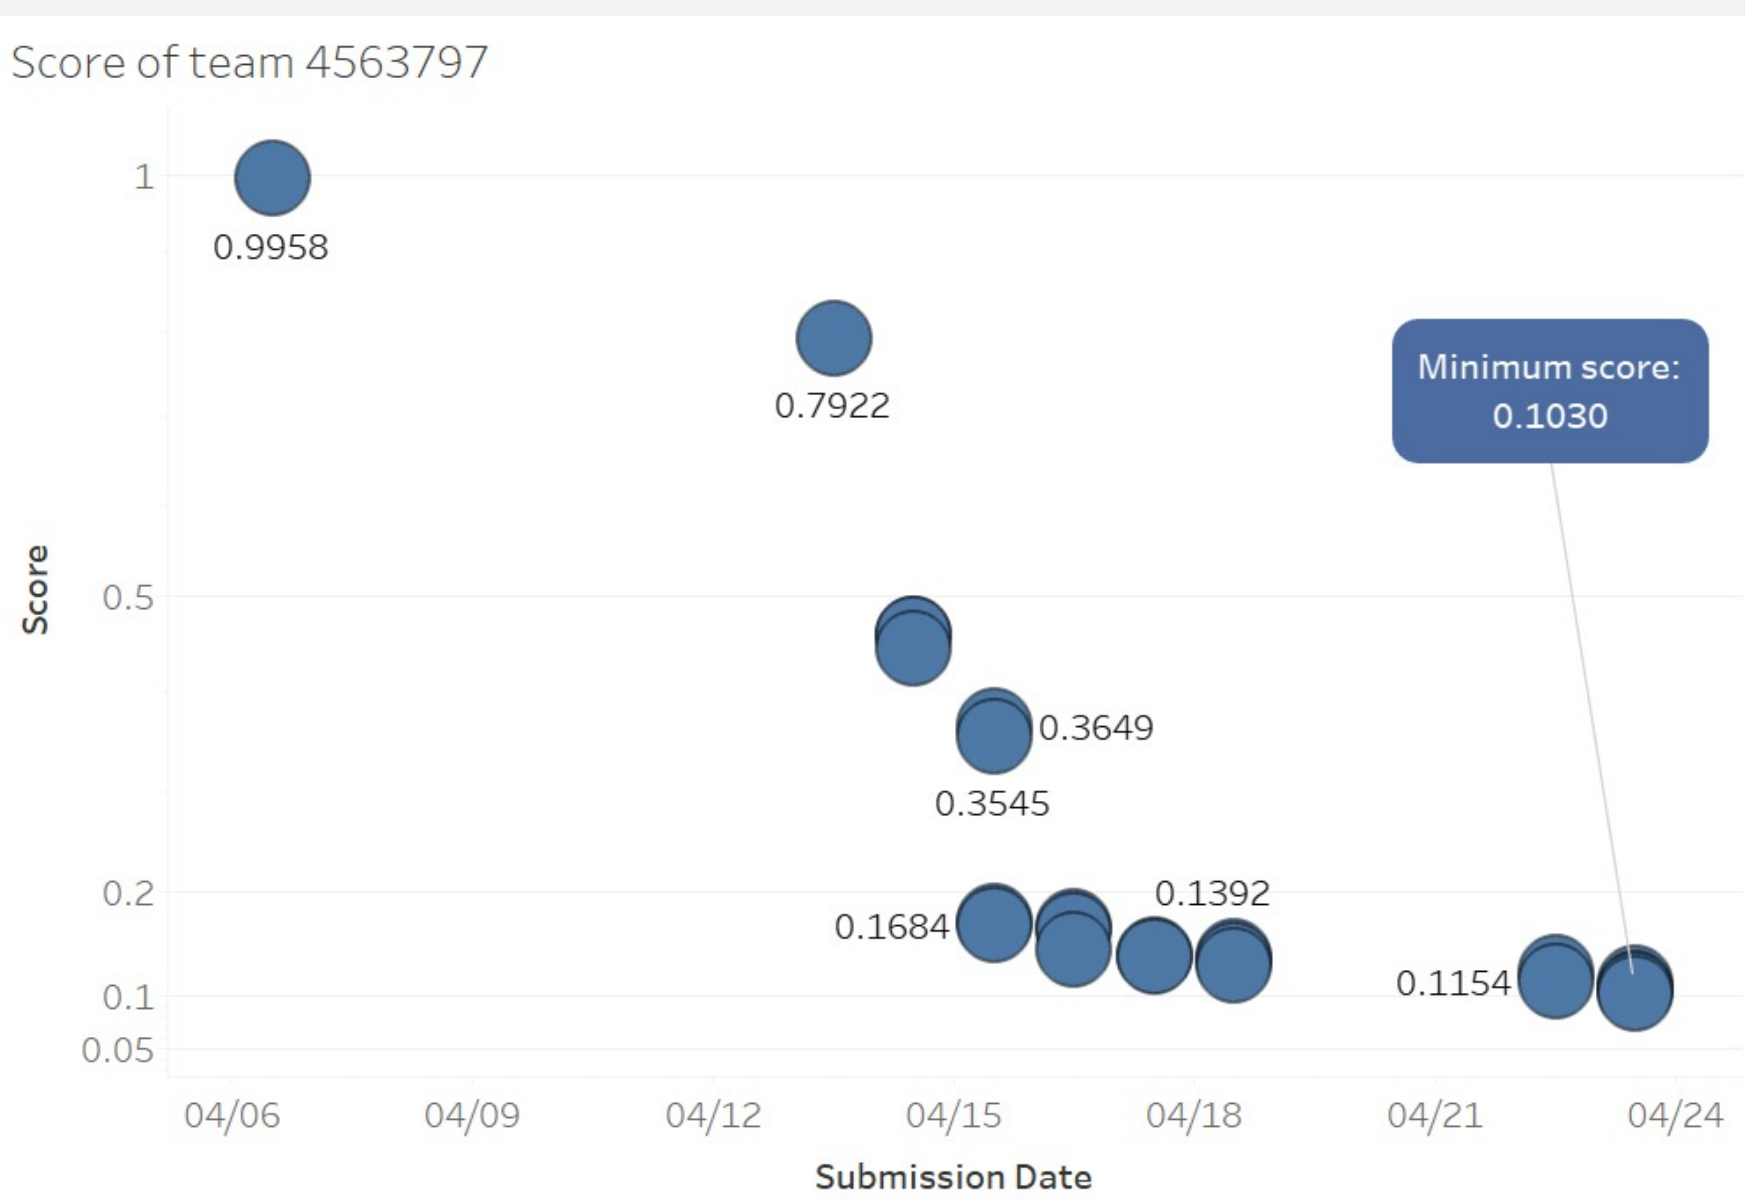 Score of team 4563797
1
0.9958
0.7922
Minimum score:
0.1030
Score
0.5
0.3649
0.3545
0.2
0.1392
0.1684
0.1154
0.1
0.05
04/06 04/09 04/12 04/15 04/18 04/21 04/24
Submission Date